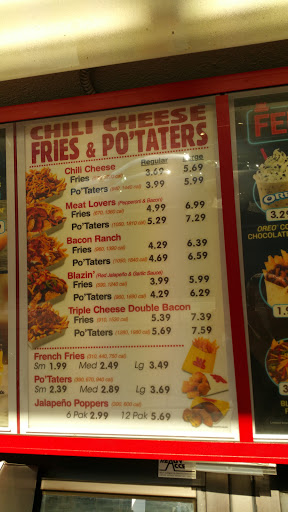 CHILI CHEESE
FRIES & PO'TATERS
Regular Large
Chili Cheese
Fries 3.69 5.69
Po'Taters 3.99 5.99
Meat Lovers (Pepperoni & Bacon)
Fries 4.99 6.99
Po'Taters 5.29 7.29
Bacon Ranch
Fries 4.29 6.39
Po'Taters 4.69 6.59
Blazin' (Red Jalapeño & Garlic Sauce)
Fries 3.99 5.99
Po'Taters 4.29 6.29
Triple Cheese Double Bacon
Fries 5.39 7.39
Po'Taters 5.69 7.59
French Fries
Sm 1.99 Med 2.49 Lg 3.49
Po'Taters
Sm 2.39 Med 2.89 Lg 3.69
Jalapeño Poppers
6 Pak 2.99 12 Pak 5.69
FE
OREO
CHOCOLAT